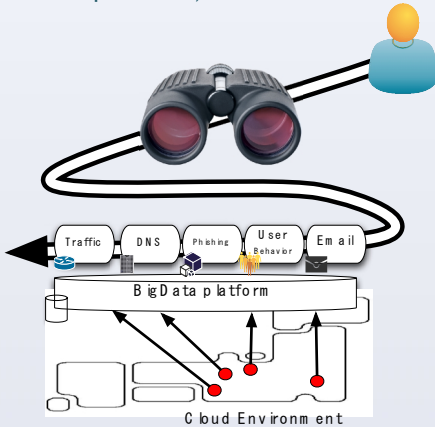 Traffic
DNS
Phishing
User
Behavior
Email
BigData platform
Cloud Environment